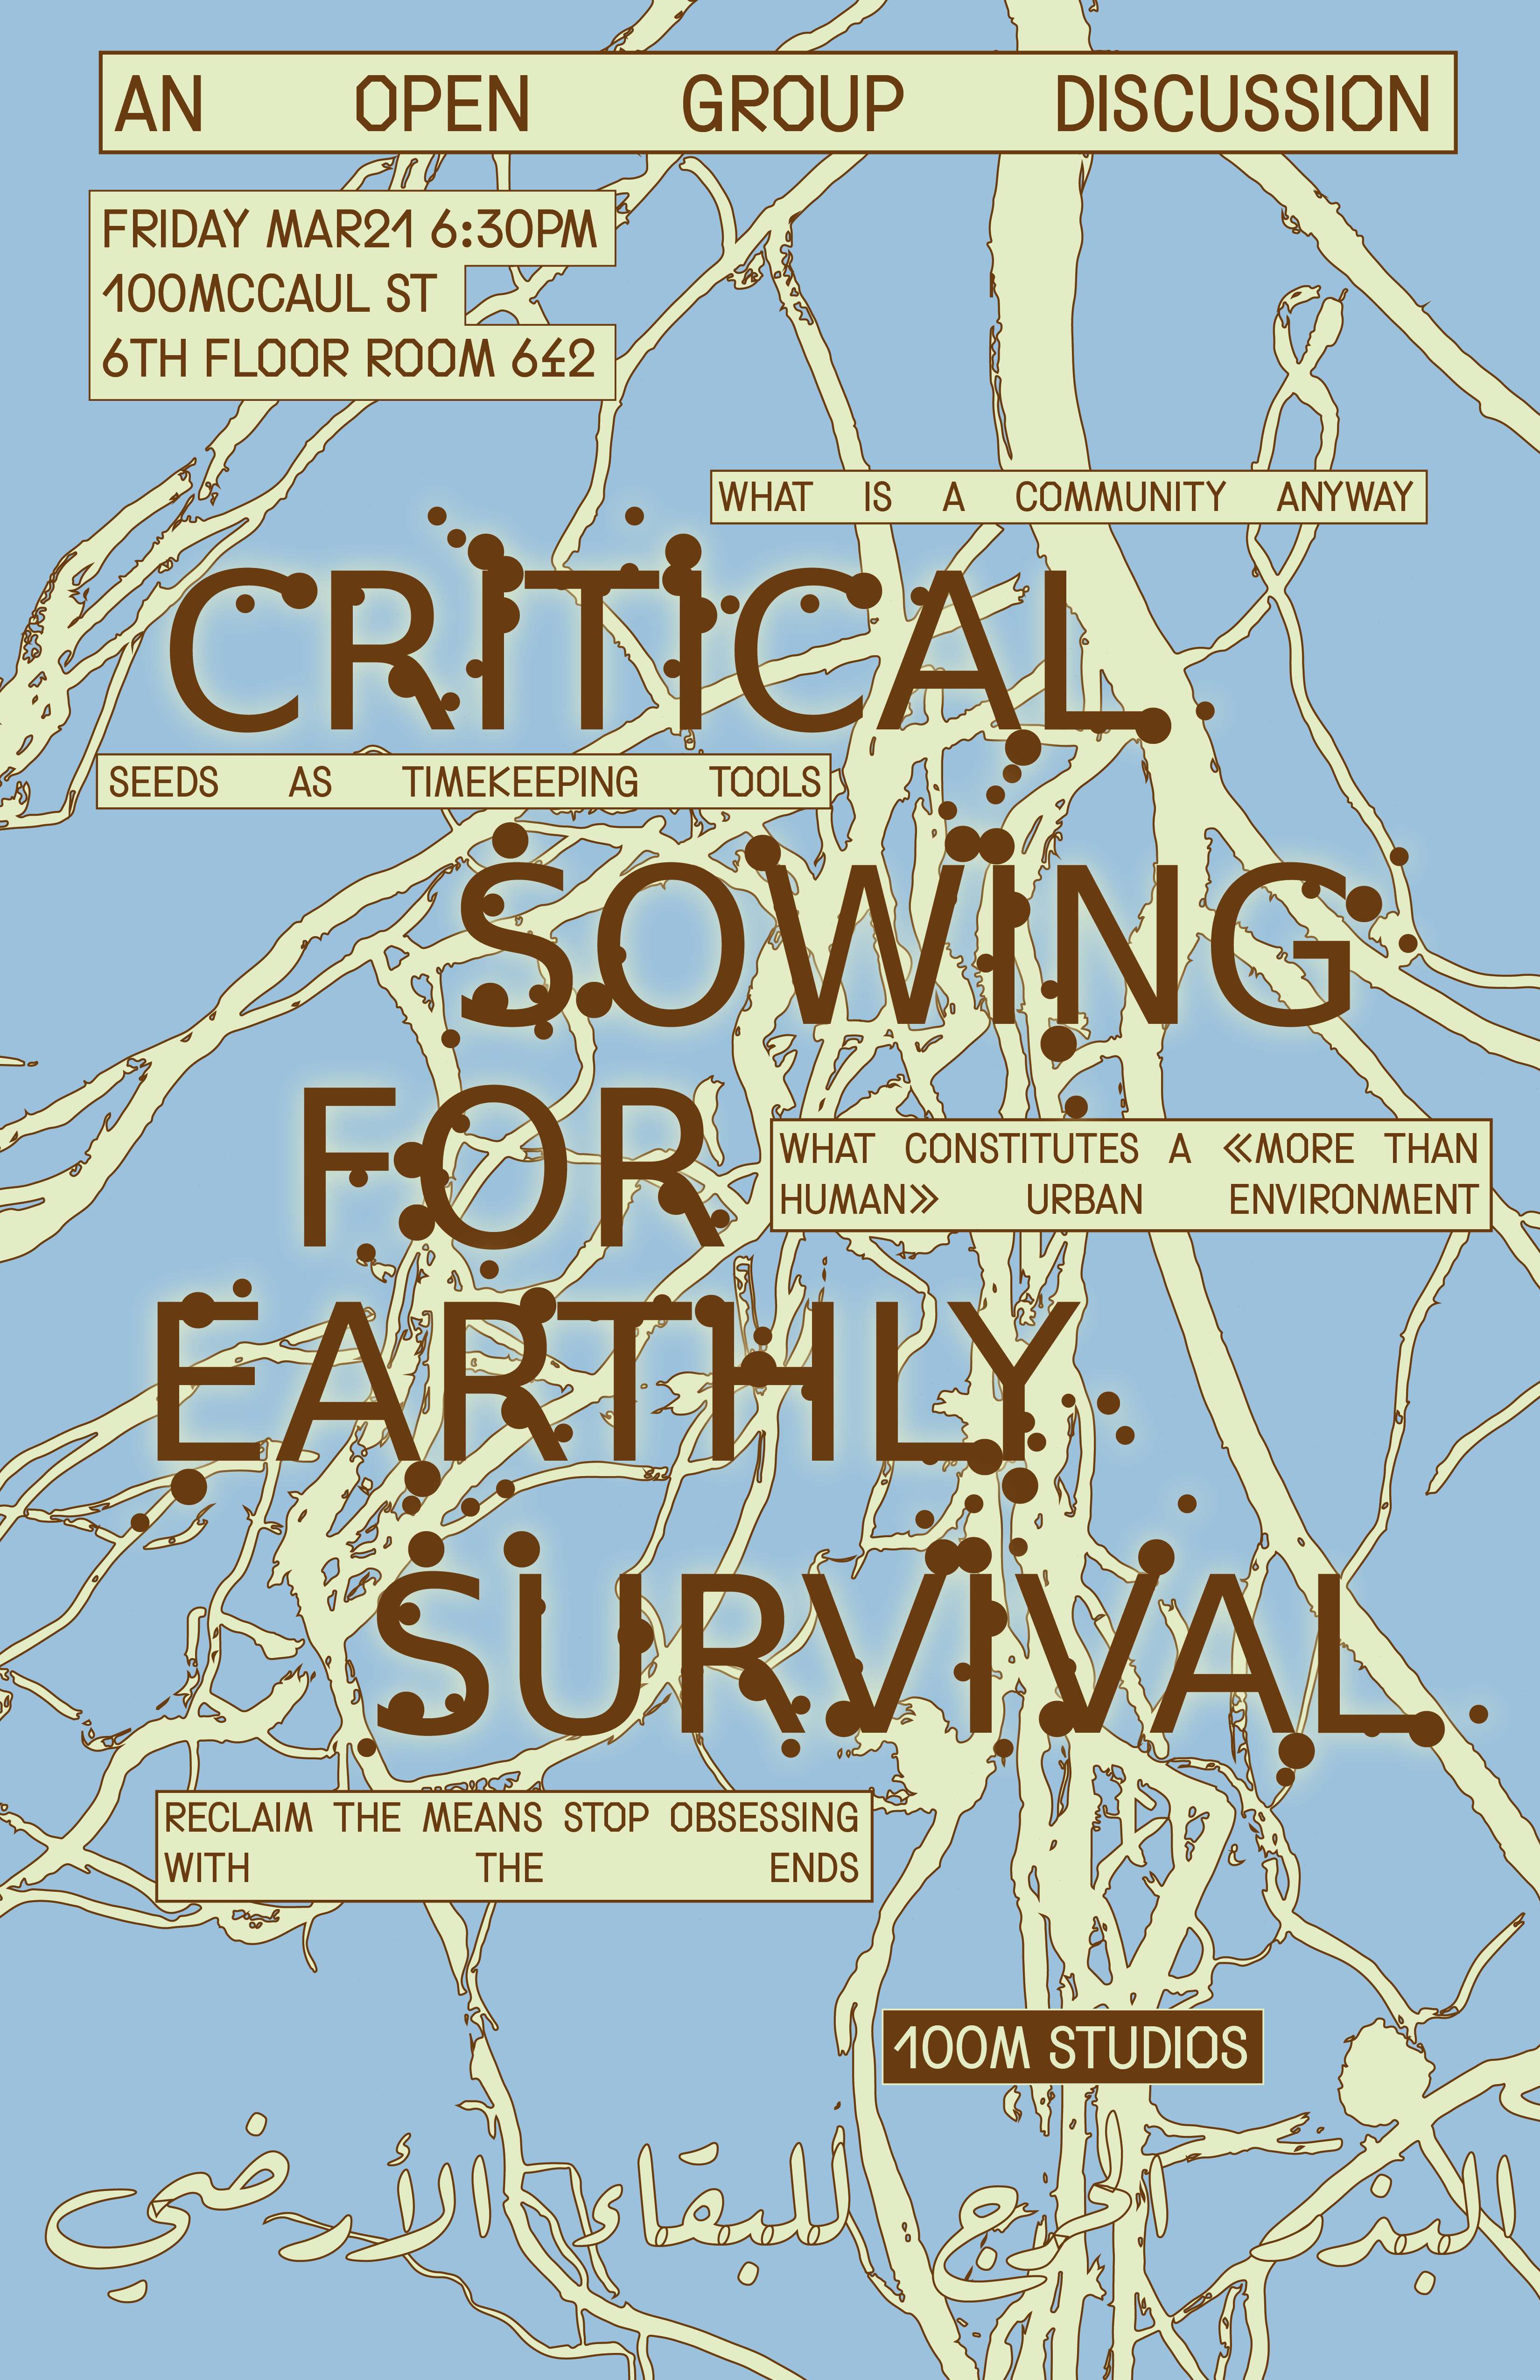 AN OPEN GROUP DISCUSSION
FRIDAY MAR21 6:30PM
100MCCAUL ST
6TH FLOOR ROOM 6£2
WHAT IS A COMMUNITY ANYWAY
CRITICAL
SEEDS AS TIMEKEEPING TOOLS
SOWING
FOR
WHAT CONSTITUTES A «MORE THAN
HUMAN» URBAN ENVIRONMENT
EARTHLY
SURVIVAL
RECLAIM THE MEANS STOP OBSESSING
WITH THE ENDS
100M STUDIOS
البذر الحرج للبقاء الأرضي